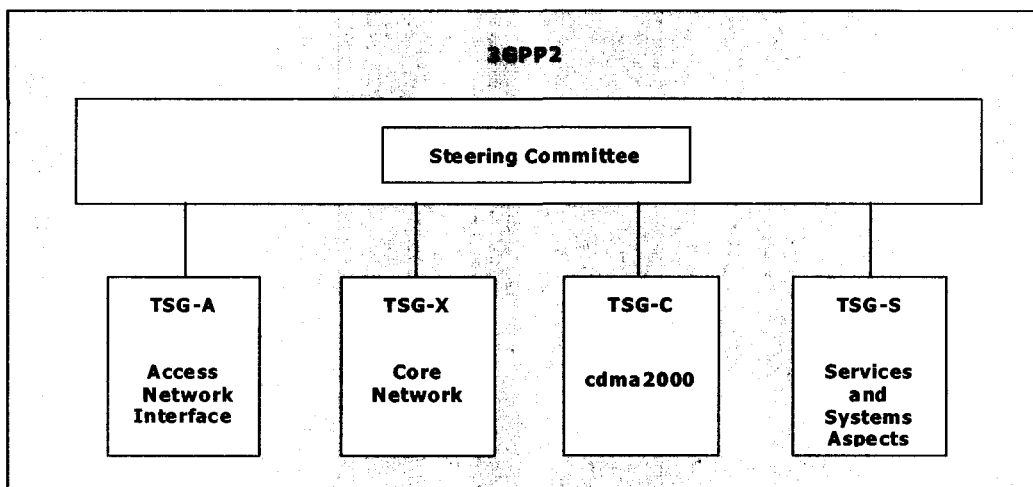 3GPP2
Steering Committee
TSG-A
Access
Network
Interface
TSG-X
Core
Network
TSG-C
cdma2000
TSG-S
Services
and
Systems
Aspects